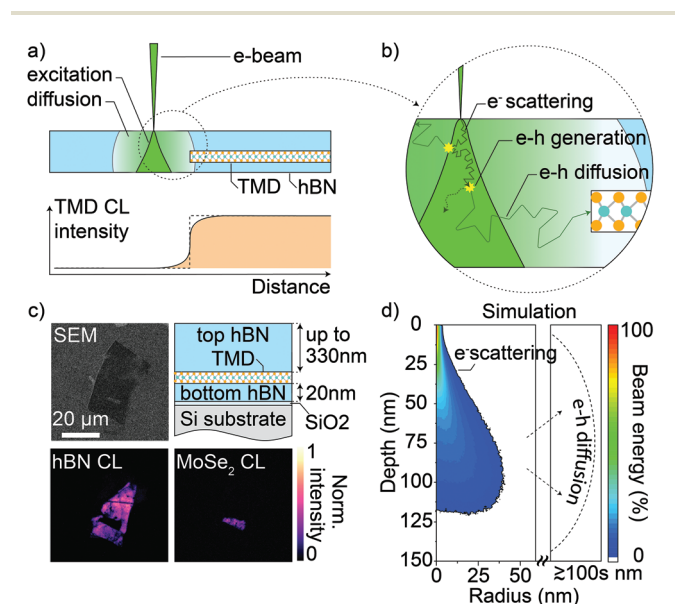 a)
e-beam
excitation
diffusion
TMD
hBN
TMD CL
intensity
Distance
b)
e- scattering
e-h generation
e-h diffusion
c)
SEM
20 μm
top hBN
TMD
bottom hBN
Si substrate
up to
330nm
20nm
SiO2
hBN CL
MoSe2 CL
1
Norm.
intensity
0
d)
Simulation
0
25
50
75
100
125
150
Depth (nm)
e-scattering
e-h diffusion
0
25
50
≳100s nm
Radius (nm)
100
Beam energy (%)
0